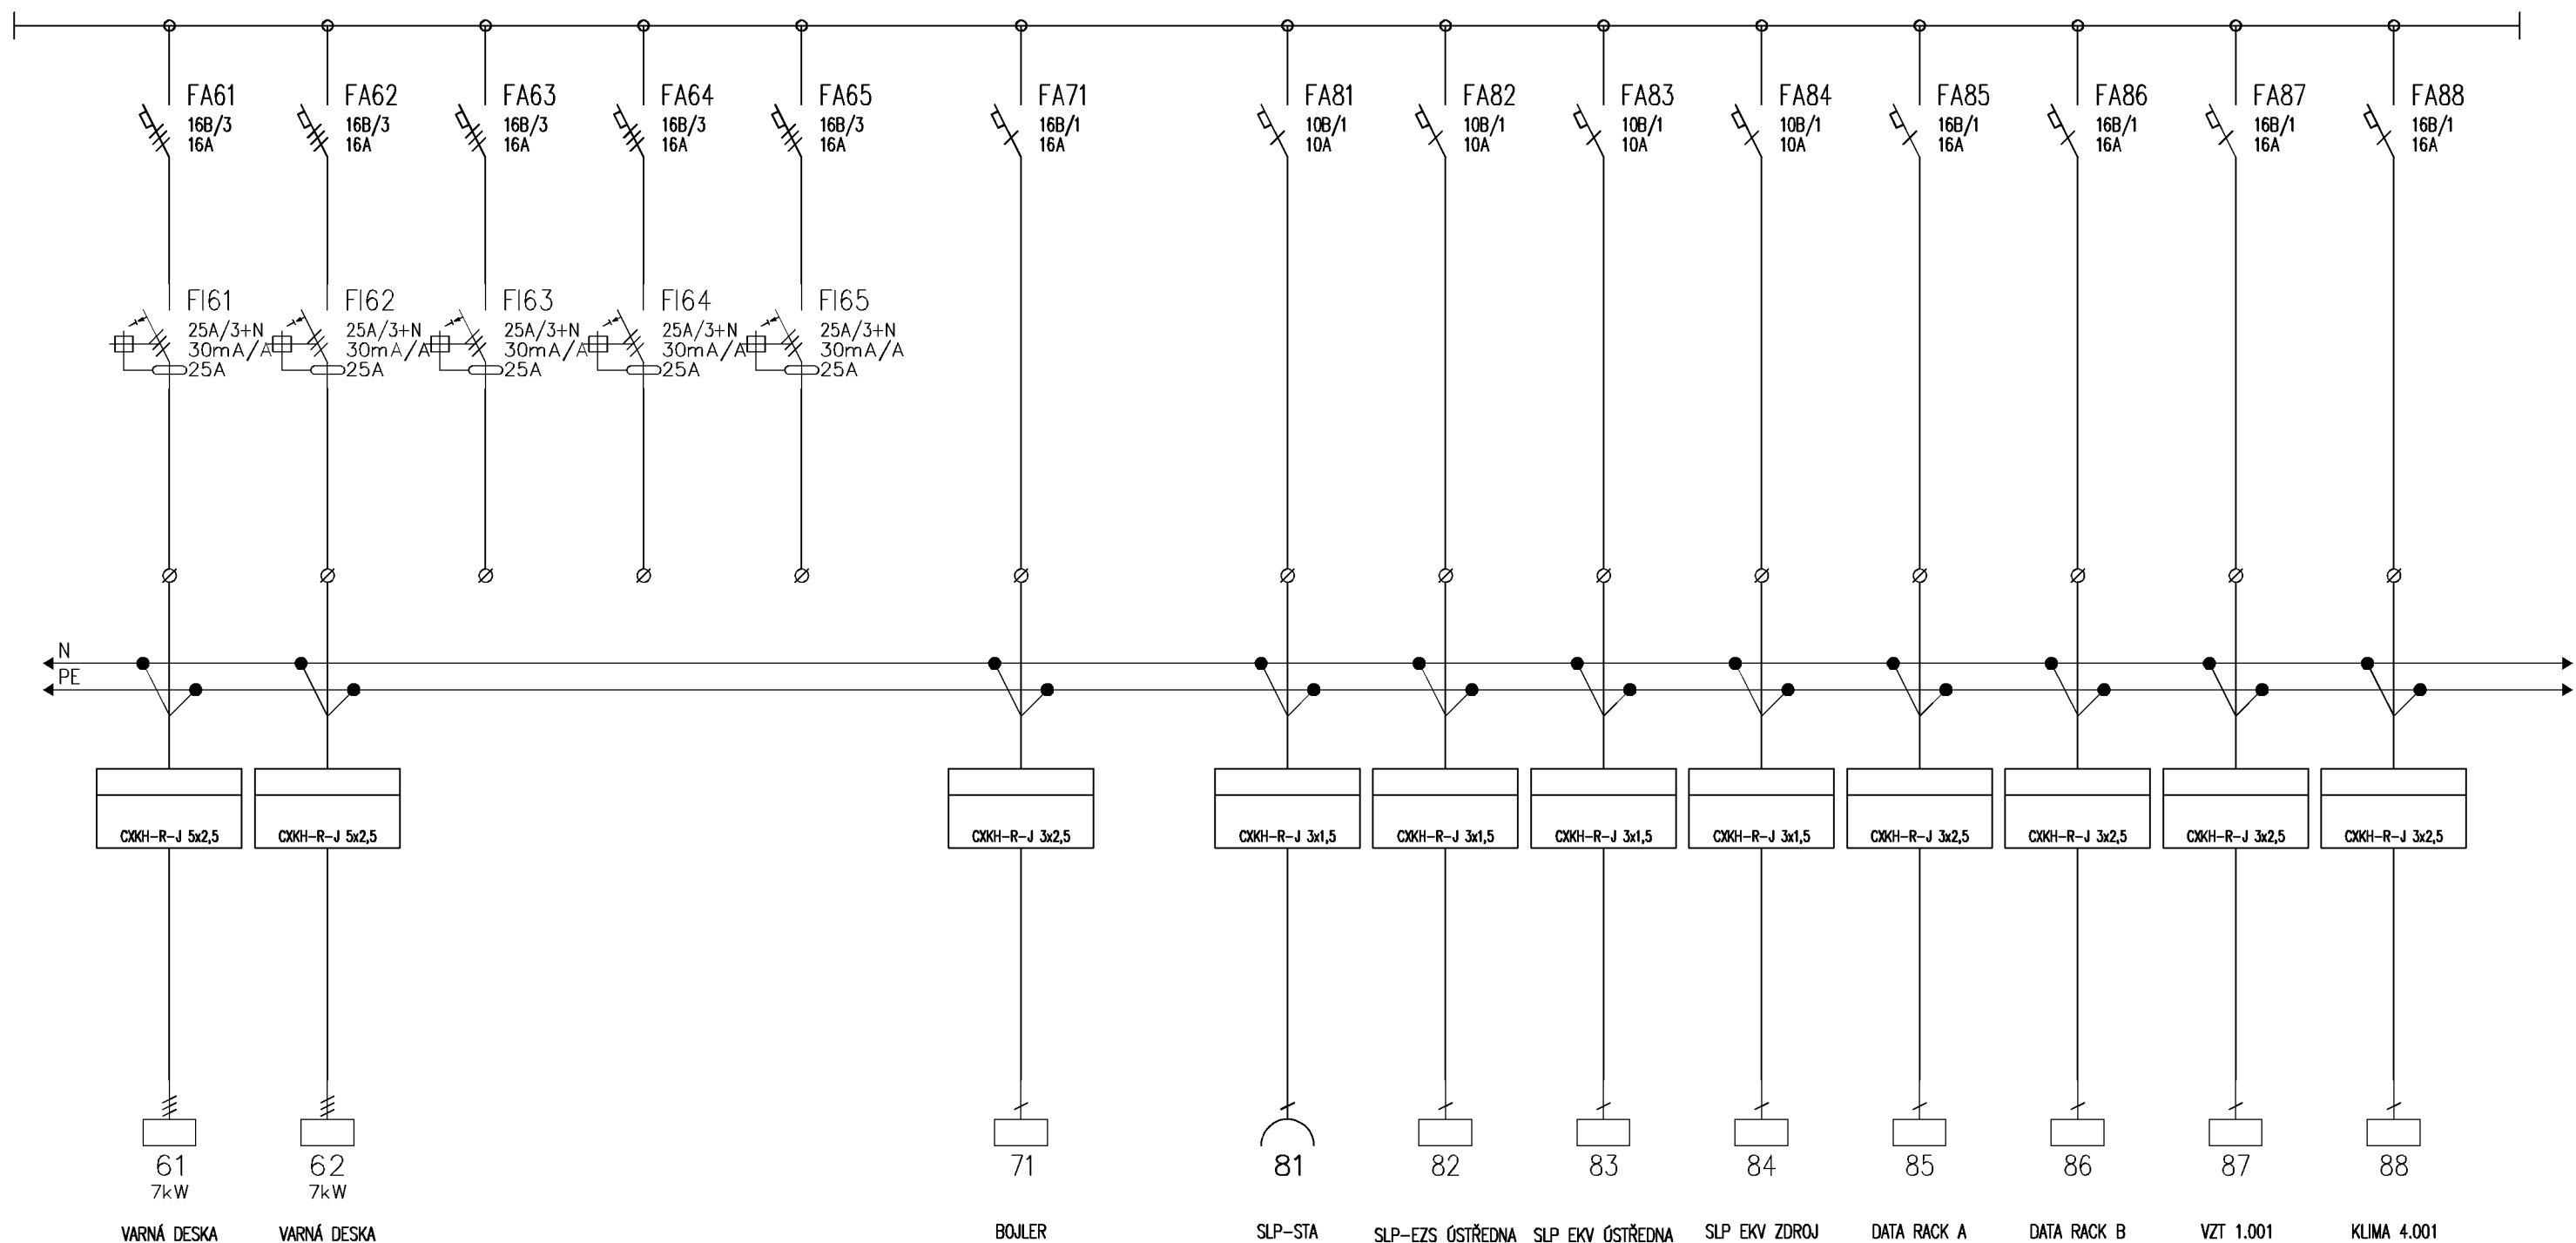 FA61
16B/3
16A
FA62
16B/3
16A
FA63
16B/3
16A
FA64
16B/3
16A
FA65
16B/3
16A
FA71
16B/1
16A
FA81
10B/1
10A
FA82
10B/1
10A
FA83
10B/1
10A
FA84
10B/1
10A
FA85
16B/1
16A
FA86
16B/1
16A
FA87
16B/1
16A
FA88
16B/1
16A
FI61
25A/3+N
30mA/A
25A
FI62
25A/3+N
30mA/A
25A
FI63
25A/3+N
30mA/A
25A
FI64
25A/3+N
30mA/A
25A
FI65
25A/3+N
30mA/A
25A
N
PE
CXKH-R-J 5x2,5
CXKH-R-J 5x2,5
CXKH-R-J 3x2,5
CXKH-R-J 3x1,5
CXKH-R-J 3x1,5
CXKH-R-J 3x1,5
CXKH-R-J 3x1,5
CXKH-R-J 3x2,5
CXKH-R-J 3x2,5
CXKH-R-J 3x2,5
CXKH-R-J 3x2,5
61
7kW
VARNÁ DESKA
62
7kW
VARNÁ DESKA
71
BOJLER
81
SLP-STA
82
SLP-EZS ÚSTŘEDNA
83
SLP EKV ÚSTŘEDNA
84
SLP EKV ZDROJ
85
DATA RACK A
86
DATA RACK B
87
VZT 1.001
88
KLIMA 4.001